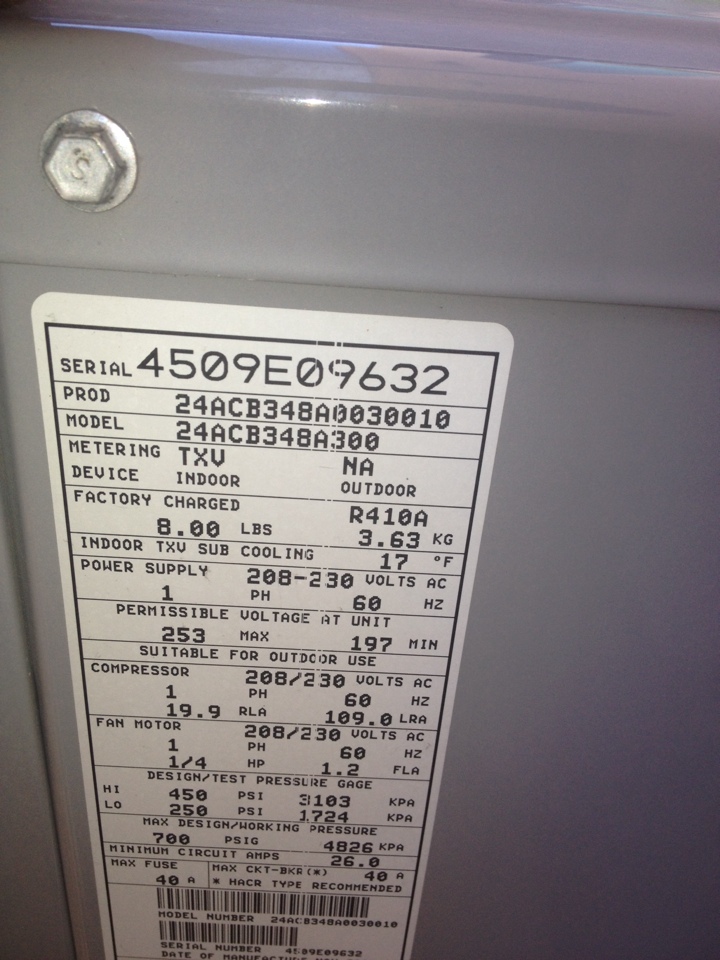 S
SERIAL 4509E09632
PROD 24ACB348A0030010
MODEL 24ACB348A300
METERING TXV NA
DEVICE INDOOR OUTDOOR
FACTORY CHARGED R410A
8.00 LBS 3.63 KG
INDOOR TXV SUB COOLING 17 °F
POWER SUPPLY 208-230 VOLTS AC
1 PH 60 HZ
PERMISSIBLE VOLTAGE AT UNIT
253 MAX 197 MIN
SUITABLE FOR OUTDOOR USE
COMPRESSOR 208/230 VOLTS AC
1 PH 60 HZ
19.9 RLA 109.0 LRA
FAN MOTOR 208/230 VOLTS AC
1 PH 60 HZ
1/4 HP 1.2 FLA
DESIGN/TEST PRESSURE GAGE
HI 450 PSI 3103 KPA
LO 250 PSI 1724 KPA
MAX DESIGN/WORKING PRESSURE
700 PSIG 4826 KPA
MINIMUM CIRCUIT AMPS 26.0
MAX FUSE MAX CKT-BKR(*) 40 A
40 A * HACR TYPE RECOMMENDED
MODEL NUMBER 24ACB348A0030010
SERIAL NUMBER 4509E09632
DATE OF MANUFACTURE